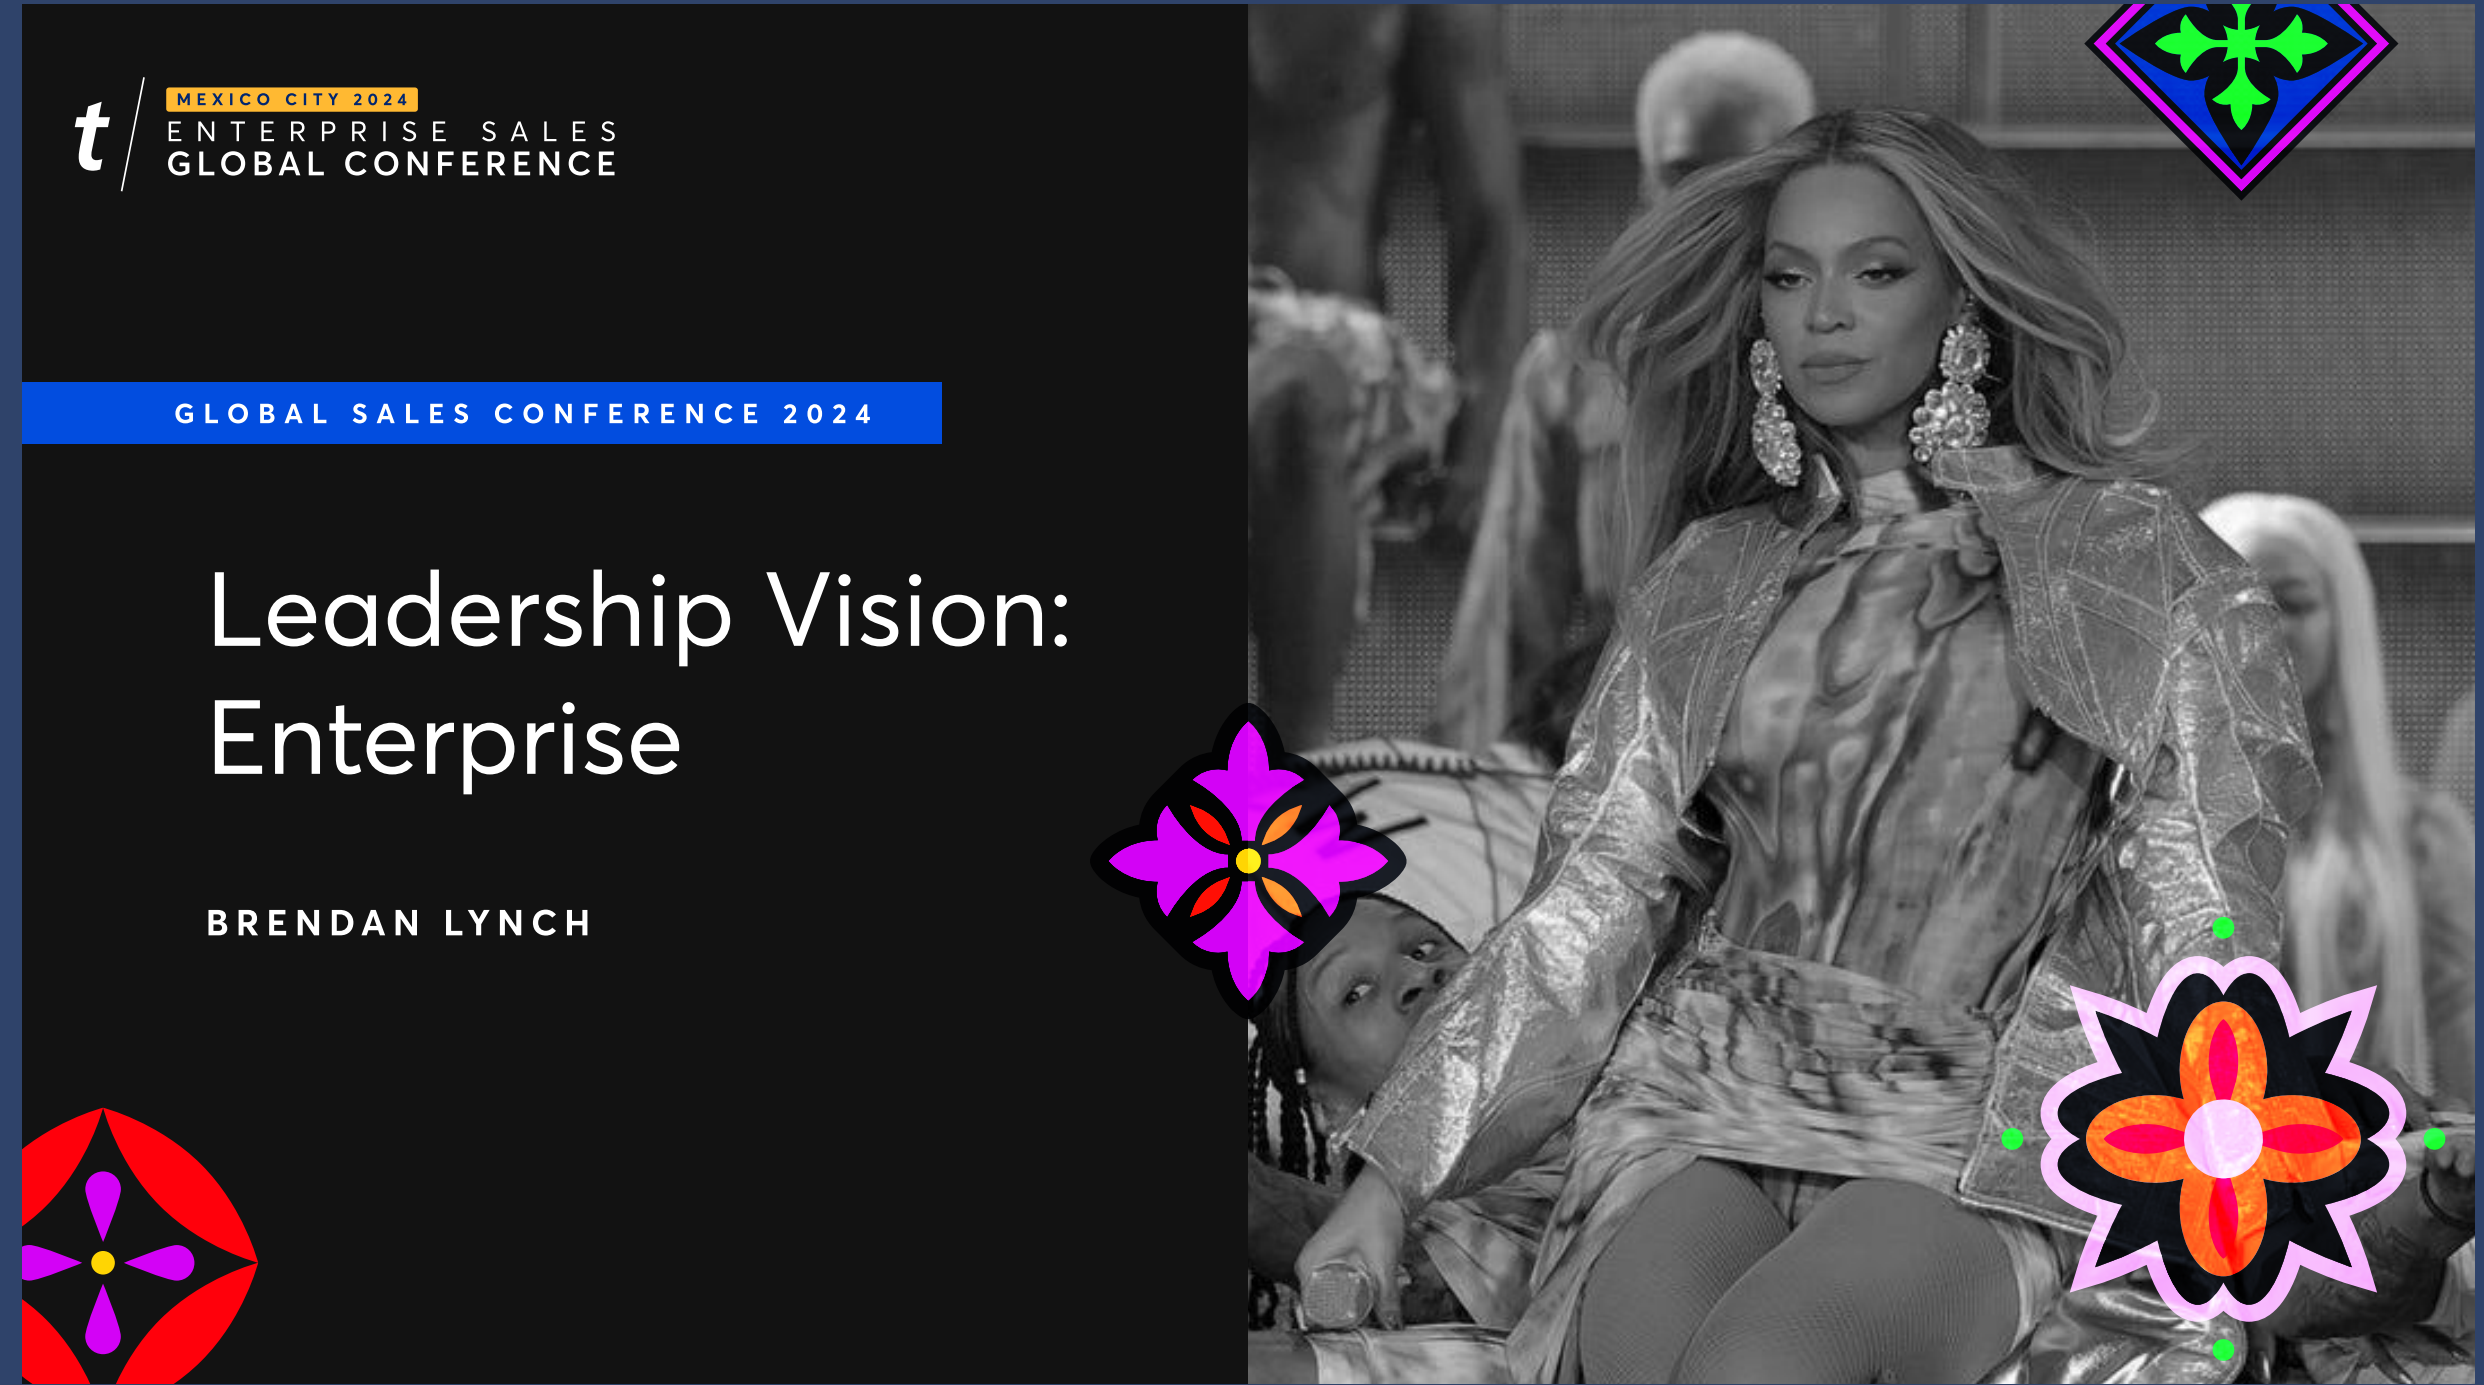 t
MEXICO CITY 2024
ENTERPRISE SALES
GLOBAL CONFERENCE
GLOBAL SALES CONFERENCE 2024
Leadership Vision:
Enterprise
BRENDAN LYNCH